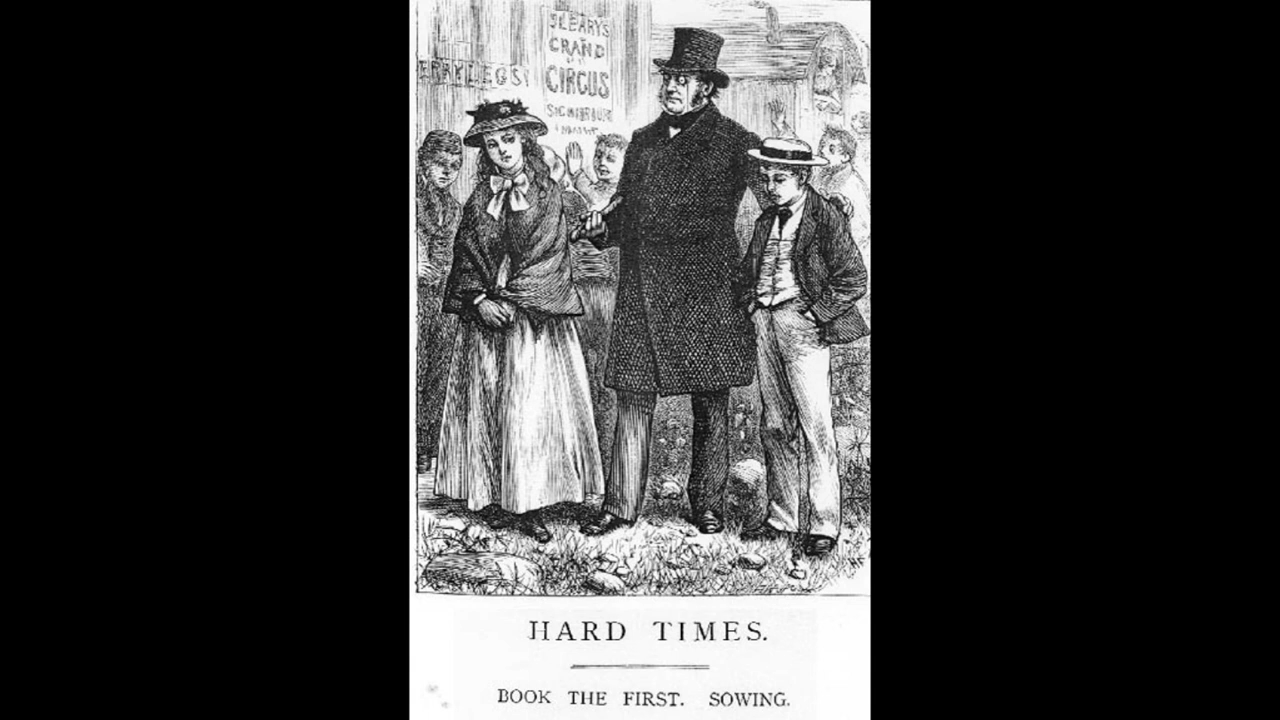 SLEARY'S
GRAND
CIRCUS
HARD TIMES.
BOOK THE FIRST. SOWING.